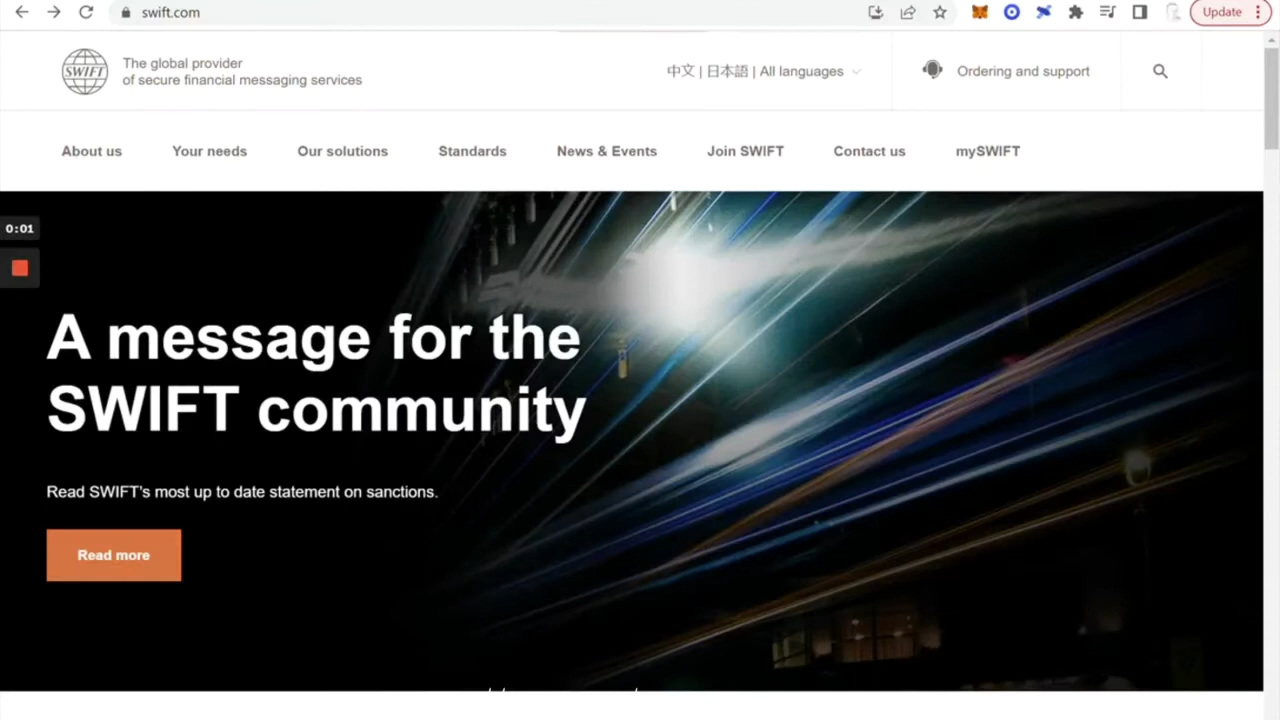 swift.com
Update
SWIFT
The global provider
of secure financial messaging services
中文 | 日本語 | All languages
Ordering and support
About us
Your needs
Our solutions
Standards
News & Events
Join SWIFT
Contact us
mySWIFT
0:01
A message for the
SWIFT community
Read SWIFT's most up to date statement on sanctions.
Read more